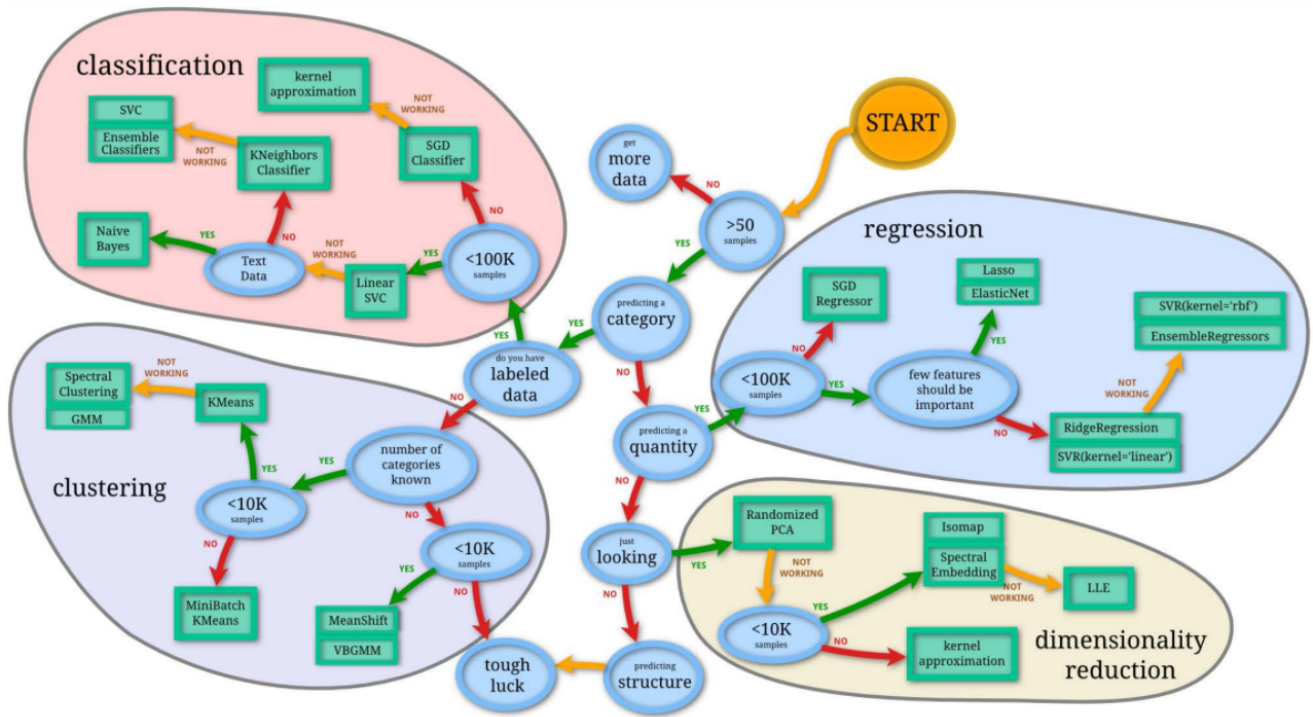 classification
kernel
approximation
NOT
WORKING
SVC
Ensemble
Classifiers
NOT
WORKING
KNeighbors
Classifier
SGD
Classifier
NO
Naive
Bayes
YES
Text
Data
NO
NOT
WORKING
Linear
SVC
YES
<100K
samples
YES
START
get
more
data
NO
>50
samples
YES
predicting a
category
YES
NO
do you have
labeled
data
NO
predicting a
quantity
YES
NO
just
looking
YES
NO
predicting
structure
tough
luck
regression
SGD
Regressor
NO
<100K
samples
YES
Lasso
ElasticNet
YES
few features
should be
important
NO
SVR(kernel='rbf')
EnsembleRegressors
NOT
WORKING
RidgeRegression
SVR(kernel='linear')
clustering
Spectral
Clustering
GMM
NOT
WORKING
KMeans
YES
<10K
samples
NO
MiniBatch
KMeans
YES
number of
categories
known
NO
<10K
samples
YES
NO
MeanShift
VBGMM
Randomized
PCA
NOT
WORKING
<10K
samples
YES
NO
Isomap
Spectral
Embedding
NOT
WORKING
LLE
kernel
approximation
dimensionality
reduction